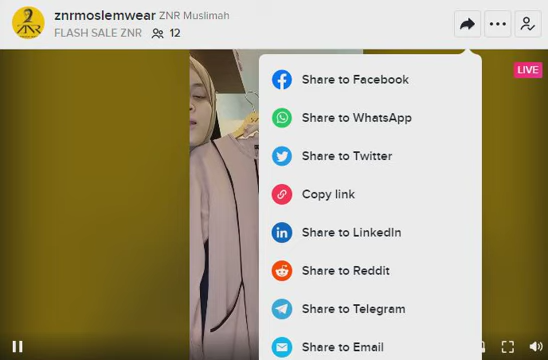 znrmoslemwear ZNR Muslimah
FLASH SALE ZNR 12
LIVE
Share to Facebook
Share to WhatsApp
Share to Twitter
Copy link
Share to LinkedIn
Share to Reddit
Share to Telegram
Share to Email